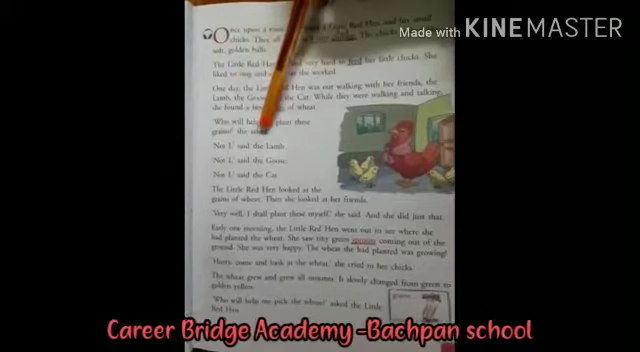 Once upon a time a Little Red Hen and her small
chicks. They all The chicks
soft, golden balls.
The Little Red Hen very hard to feed her little chicks. She
liked to sing as she worked.
One day the Little Red Hen was out walking with her friends, the
Lamb, the Goose the Cat. While they were walking and talking,
she found a of wheat.
'Who will help plant these
grains?' she asked.
'Not I,' said the Lamb.
'Not I,' said the Goose.
'Not I,' said the Cat.
The Little Red Hen looked at the
grains of wheat. Then she looked at her friends.
'Very well, I shall plant these myself,' she said. And she did just that.
Early one morning, the Little Red Hen went out to see where she
had planted the wheat. She saw tiny green sprouts coming out of the
ground. She was very happy. The wheat she had planted was growing!
'Hurry, come and look at the wheat,' she cried to her chicks.
The wheat grew and grew all summer. It slowly changed from green to
golden yellow.
'Who will help me pick the wheat?' asked the Little
Red Hen.
grains
Made with KINEMASTER
Career Bridge Academy -Bachpan school